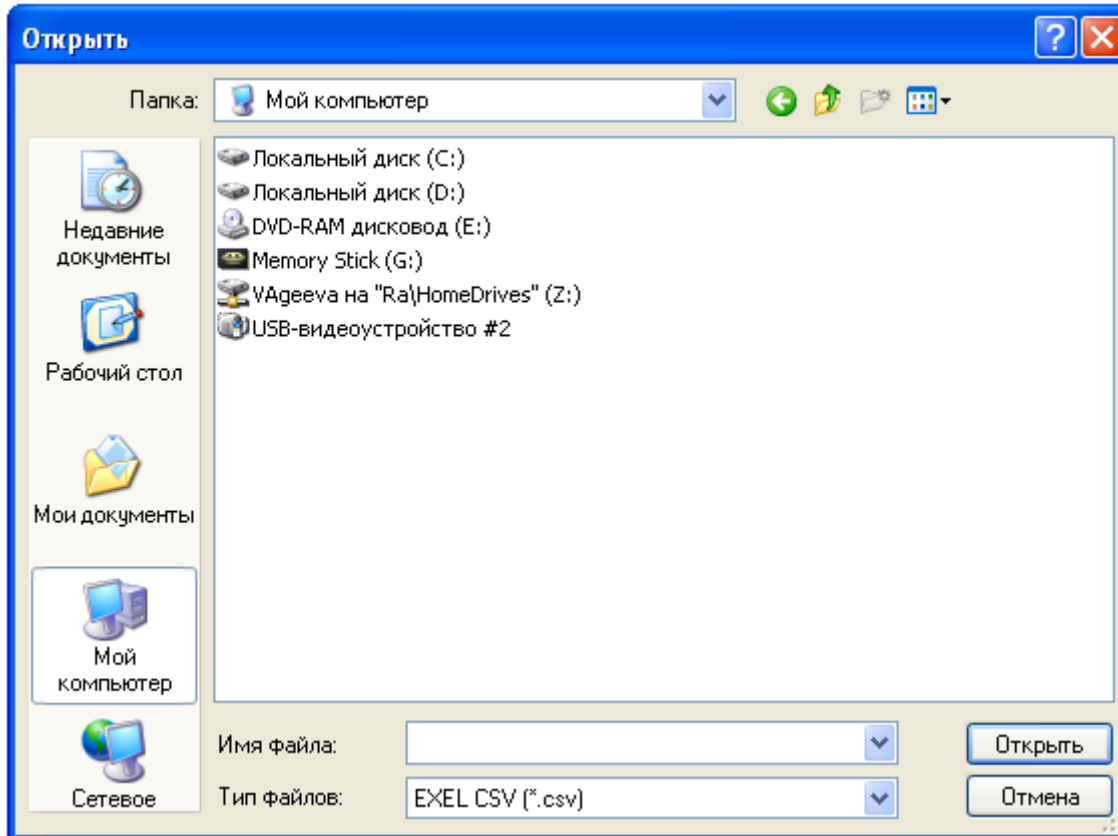 Открыть
Папка:
Мой компьютер
Недавние
документы
Рабочий стол
Мои документы
Мой
компьютер
Сетевое
Локальный диск (C:)
Локальный диск (D:)
DVD-RAM дисковод (E:)
Memory Stick (G:)
VAgeeva на "Ra\HomeDrives" (Z:)
USB-видеоустройство #2
Имя файла:
Открыть
Тип файлов:
EXEL CSV (*.csv)
Отмена